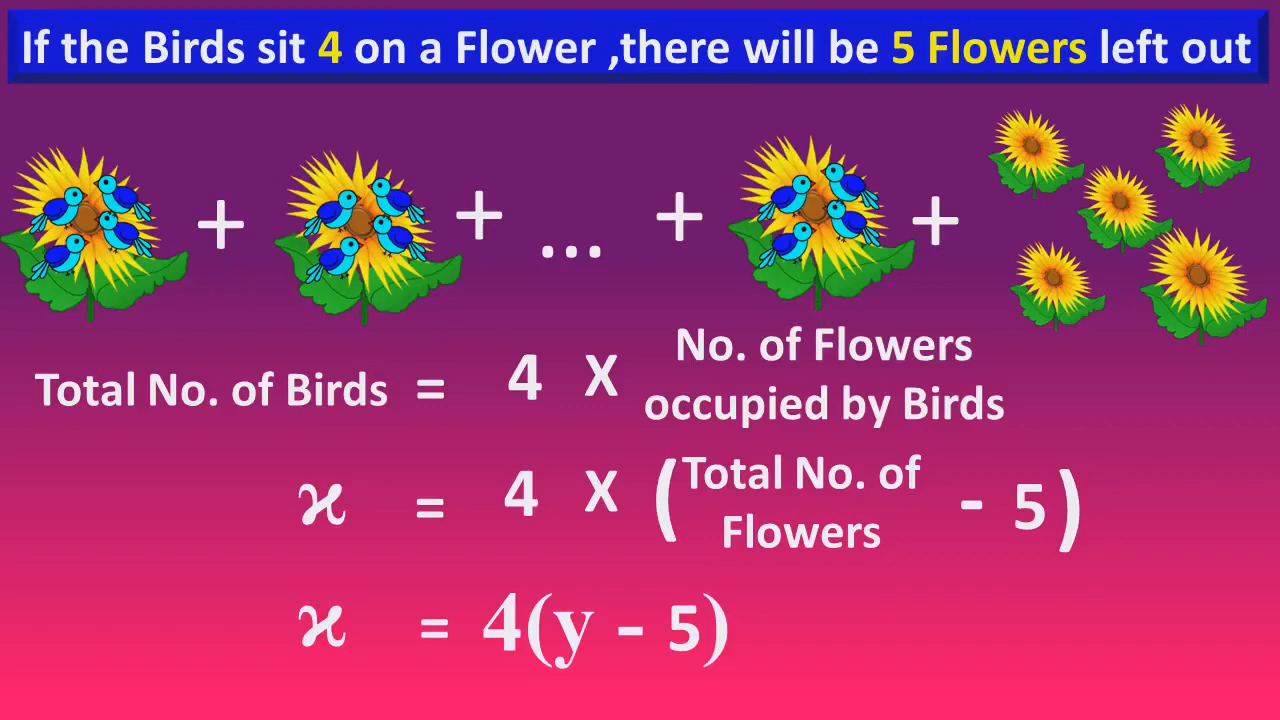 If the Birds sit 4 on a Flower ,there will be 5 Flowers left out
+ + ... + +
No. of Flowers
Total No. of Birds = 4 X
occupied by Birds
Total No. of
x = 4 X ( - 5)
Flowers
x = 4(y - 5)